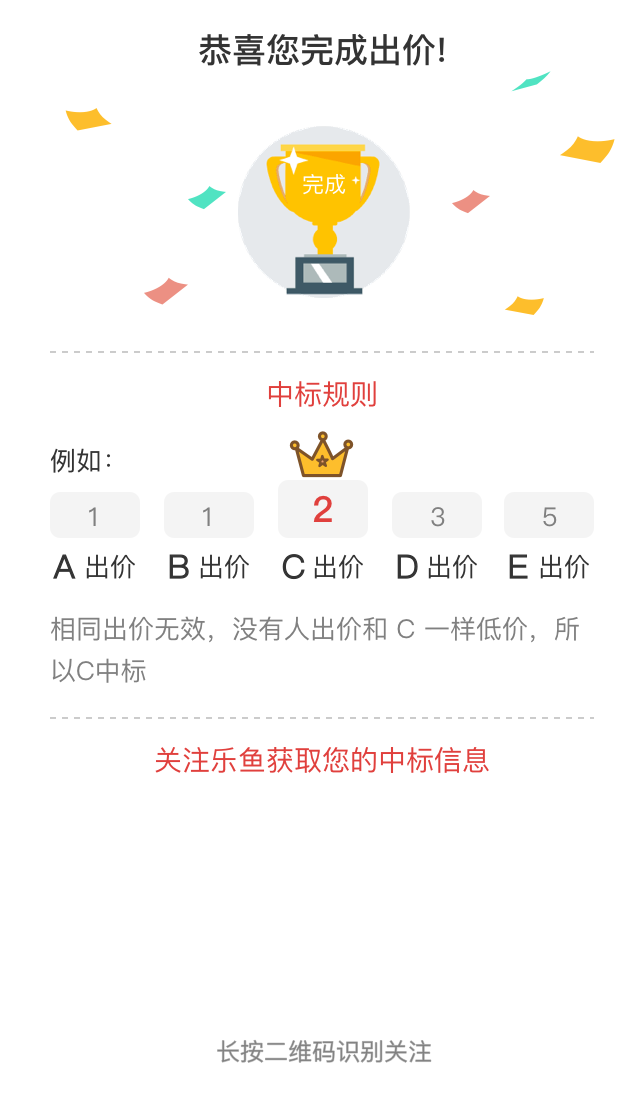 恭喜您完成出价!
完成
中标规则
例如：
1 1 2 3 5
A 出价 B 出价 C 出价 D 出价 E 出价
相同出价无效，没有人出价和 C 一样低价，所
以C中标
关注乐鱼获取您的中标信息
长按二维码识别关注